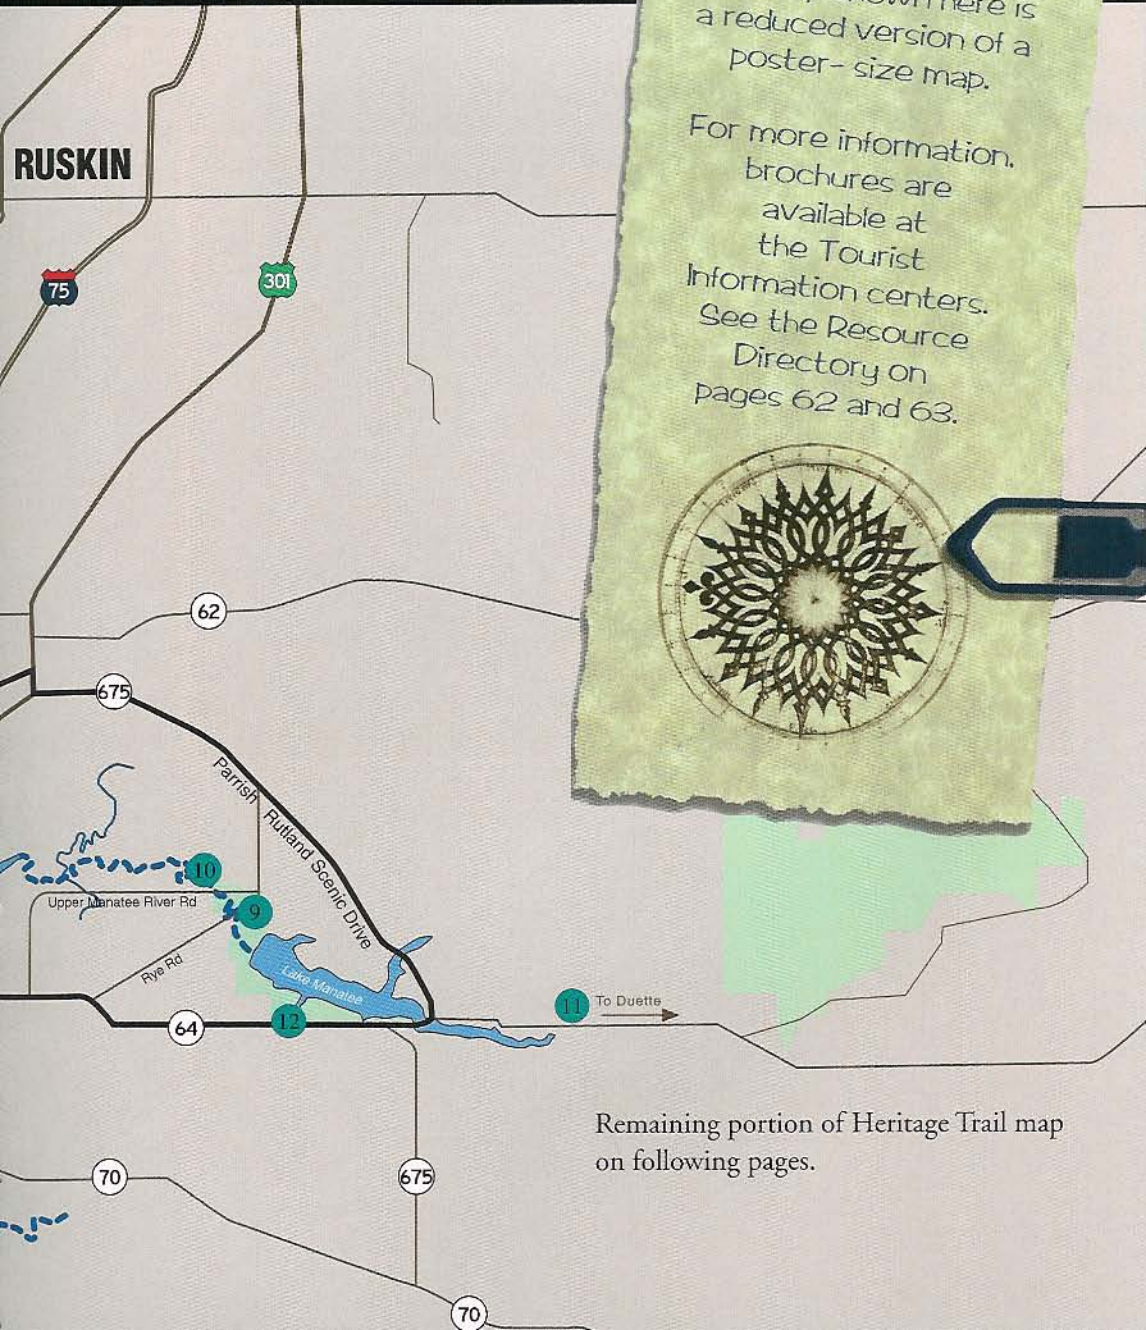 here is
a reduced version of a
poster- size map.
For more information.
brochures are
available at
the Tourist
Information centers.
See the Resource
Directory on
pages 62 and 63.
RUSKIN
75
301
62
675
Parrish Rutland Scenic Drive
10
Upper Manatee River Rd
9
Rye Rd
Lake Manatee
11 To Duette
12
64
Remaining portion of Heritage Trail map
on following pages.
70
675
70